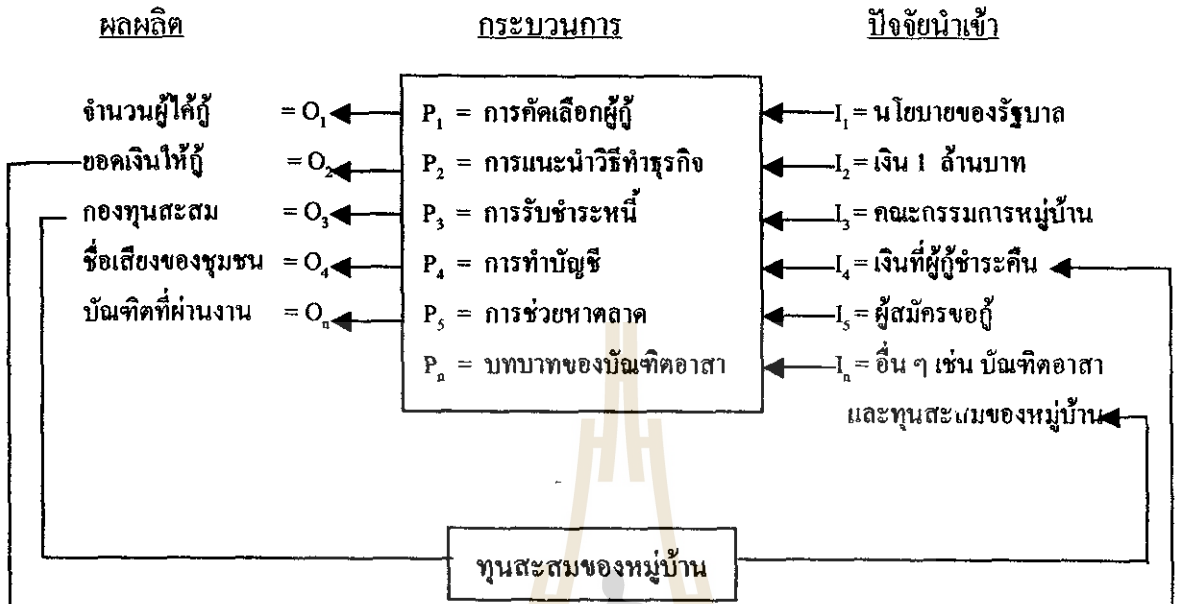 ผลผลิต กระบวนการ ปัจจัยนำเข้า
จำนวนผู้ได้กู้ = O₁ P₁ = การคัดเลือกผู้กู้ I₁ = นโยบายของรัฐบาล
ยอดเงินให้กู้ = O₂ P₂ = การแนะนำวิธีทำธุรกิจ I₂ = เงิน 1 ล้านบาท
กองทุนสะสม = O₃ P₃ = การรับชำระหนี้ I₃ = คณะกรรมการหมู่บ้าน
ชื่อเสียงของชุมชน = O₄ P₄ = การทำบัญชี I₄ = เงินที่ผู้กู้ชำระคืน
บัณฑิตที่ผ่านงาน = Oₙ P₅ = การช่วยหาตลาด I₅ = ผู้สมัครขอกู้
Pₙ = บทบาทของบัณฑิตอาสา Iₙ = อื่น ๆ เช่น บัณฑิตอาสา
และทุนสะสมของหมู่บ้าน
ทุนสะสมของหมู่บ้าน